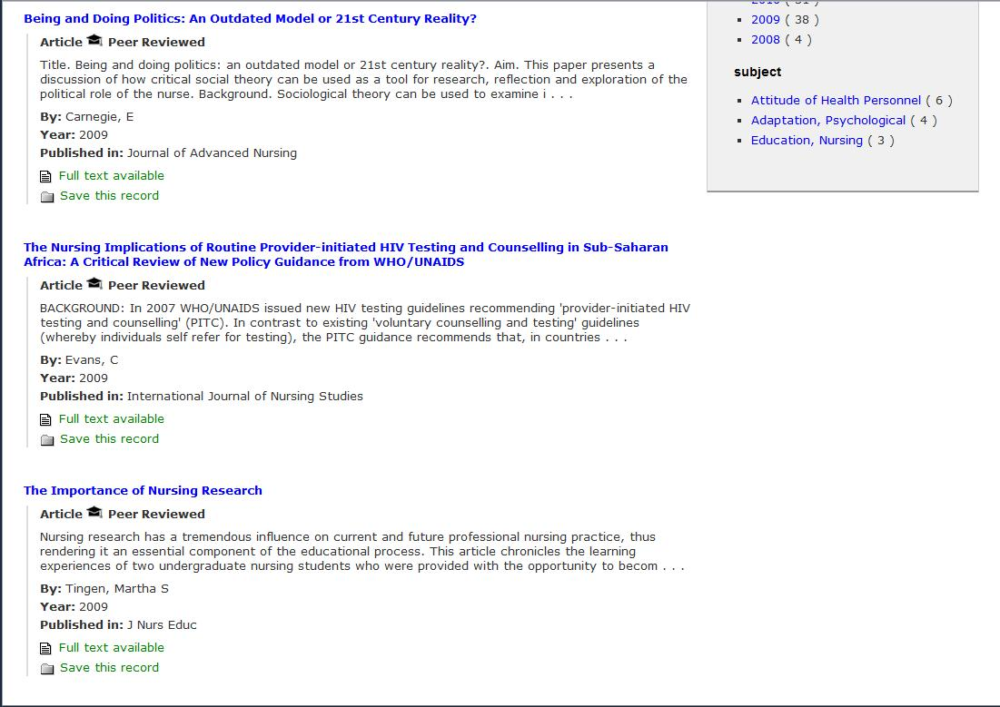 Being and Doing Politics: An Outdated Model or 21st Century Reality?
Article Peer Reviewed
Title. Being and doing politics: an outdated model or 21st century reality?. Aim. This paper presents a
discussion of how critical social theory can be used as a tool for research, reflection and exploration of the
political role of the nurse. Background. Sociological theory can be used to examine i . . .
By: Carnegie, E
Year: 2009
Published in: Journal of Advanced Nursing
Full text available
Save this record
The Nursing Implications of Routine Provider-initiated HIV Testing and Counselling in Sub-Saharan
Africa: A Critical Review of New Policy Guidance from WHO/UNAIDS
Article Peer Reviewed
BACKGROUND: In 2007 WHO/UNAIDS issued new HIV testing guidelines recommending 'provider-initiated HIV
testing and counselling' (PITC). In contrast to existing 'voluntary counselling and testing' guidelines
(whereby individuals self refer for testing), the PITC guidance recommends that, in countries . . .
By: Evans, C
Year: 2009
Published in: International Journal of Nursing Studies
Full text available
Save this record
The Importance of Nursing Research
Article Peer Reviewed
Nursing research has a tremendous influence on current and future professional nursing practice, thus
rendering it an essential component of the educational process. This article chronicles the learning
experiences of two undergraduate nursing students who were provided with the opportunity to becom . . .
By: Tingen, Martha S
Year: 2009
Published in: J Nurs Educ
Full text available
Save this record
2009 ( 38 )
2008 ( 4 )
subject
Attitude of Health Personnel ( 6 )
Adaptation, Psychological ( 4 )
Education, Nursing ( 3 )